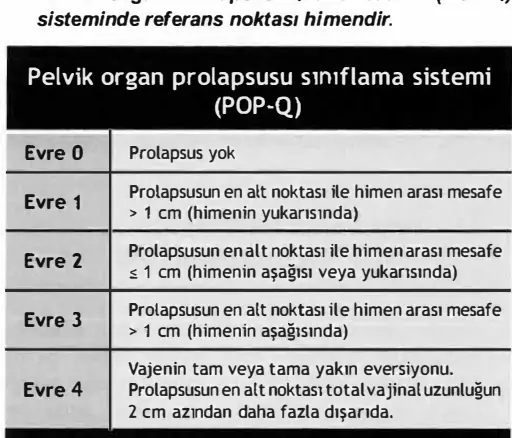 sisteminde referans noktası himendir.
Pelvik organ prolapsusu sınıflama sistemi
(POP-Q)
Evre 0
Prolapsus yok
Evre 1
Prolapsusun en alt noktası ile himen arası mesafe
> 1 cm (himenin yukarısında)
Evre 2
Prolapsusun en alt noktası ile himen arası mesafe
≤ 1 cm (himenin aşağısı veya yukarısında)
Evre 3
Prolapsusun en alt noktası ile himen arası mesafe
> 1 cm (himenin aşağısında)
Evre 4
Vajenin tam veya tama yakın eversiyonu.
Prolapsusun en alt noktası total vajinal uzunluğun
2 cm azından daha fazla dışarıda.